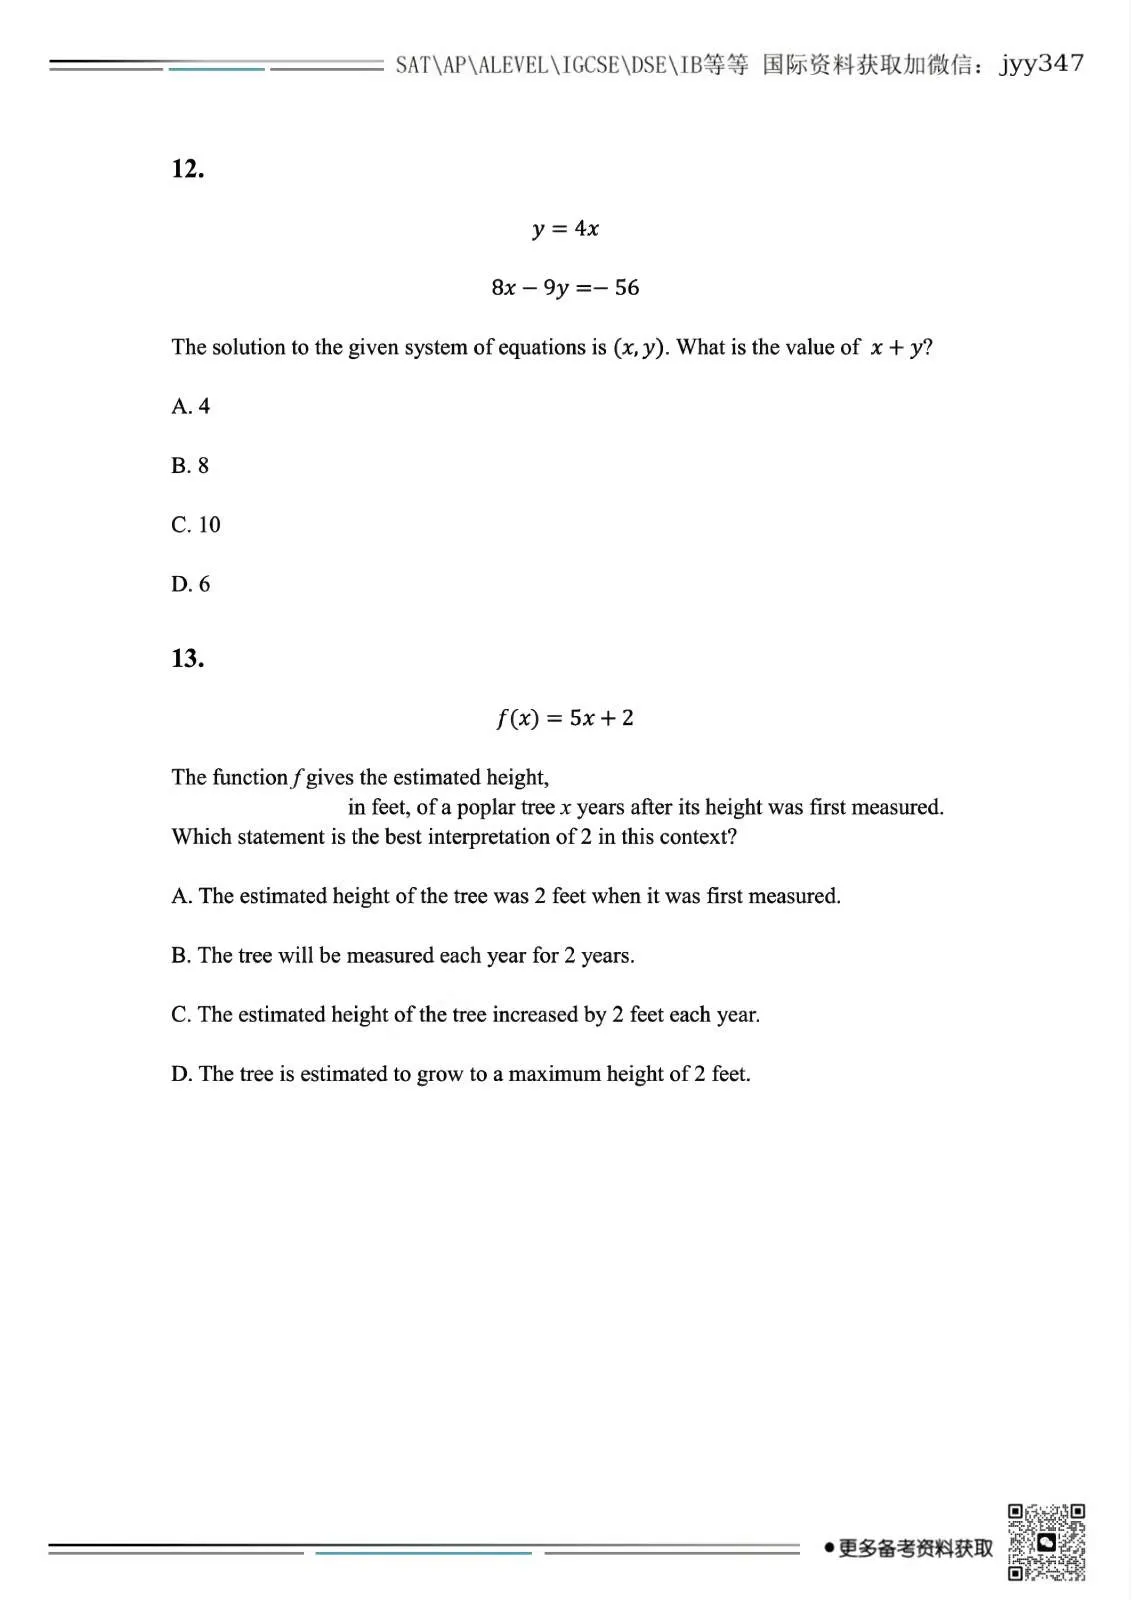 SAT\AP\ALEVEL\IGCSE\DSE\IB等等 国际资料获取加微信：jyy347
12.
y = 4x
8x − 9y =− 56
The solution to the given system of equations is (x, y). What is the value of x + y?
A. 4
B. 8
C. 10
D. 6
13.
f(x) = 5x + 2
The function f gives the estimated height,
in feet, of a poplar tree x years after its height was first measured.
Which statement is the best interpretation of 2 in this context?
A. The estimated height of the tree was 2 feet when it was first measured.
B. The tree will be measured each year for 2 years.
C. The estimated height of the tree increased by 2 feet each year.
D. The tree is estimated to grow to a maximum height of 2 feet.
●更多备考资料获取